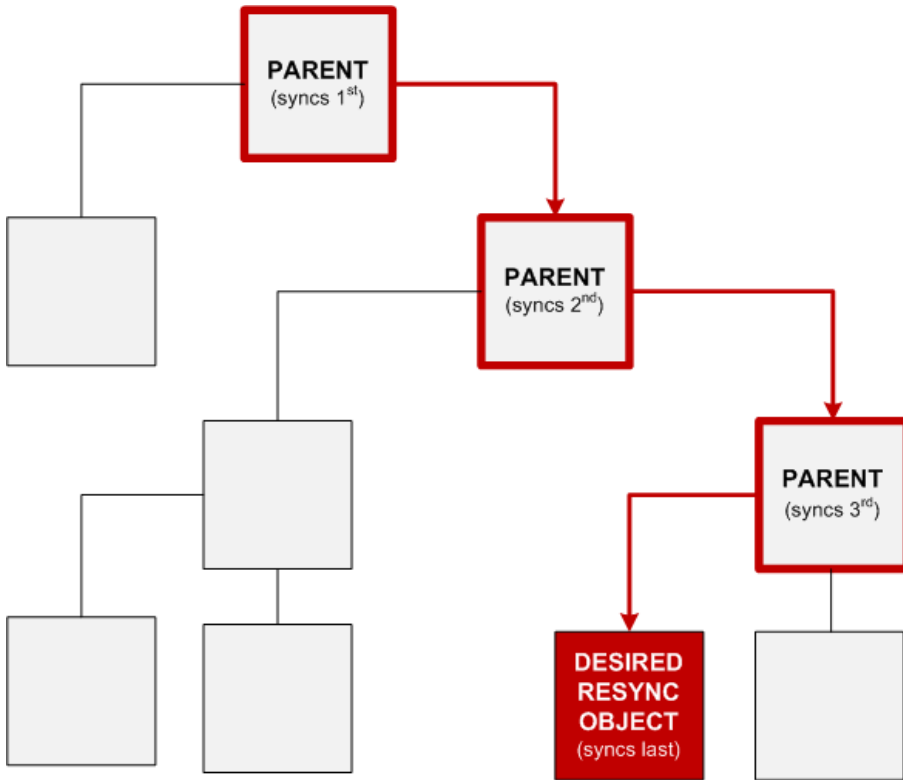 PARENT
(syncs 1st)
PARENT
(syncs 2nd)
PARENT
(syncs 3rd)
DESIRED
RESYNC
OBJECT
(syncs last)